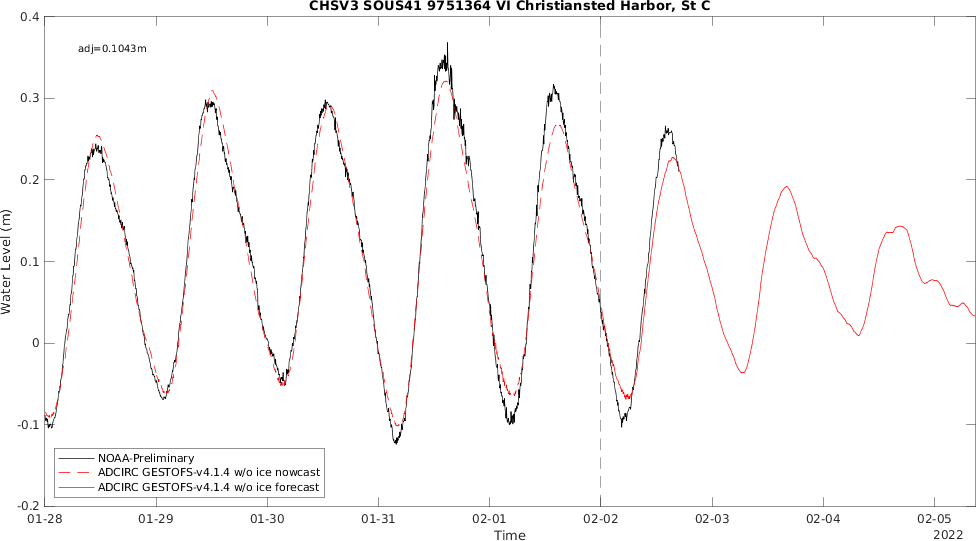 CHSV3 SOUS41 9751364 VI Christiansted Harbor, St C
0.4
adj=0.1043m
0.3
0.2
Water Level (m)
0.1
0
-0.1
NOAA-Preliminary
ADCIRC GESTOFS-v4.1.4 w/o ice nowcast
ADCIRC GESTOFS-v4.1.4 w/o ice forecast
-0.2
01-28 01-29 01-30 01-31 02-01 02-02 02-03 02-04 02-05
Time
2022